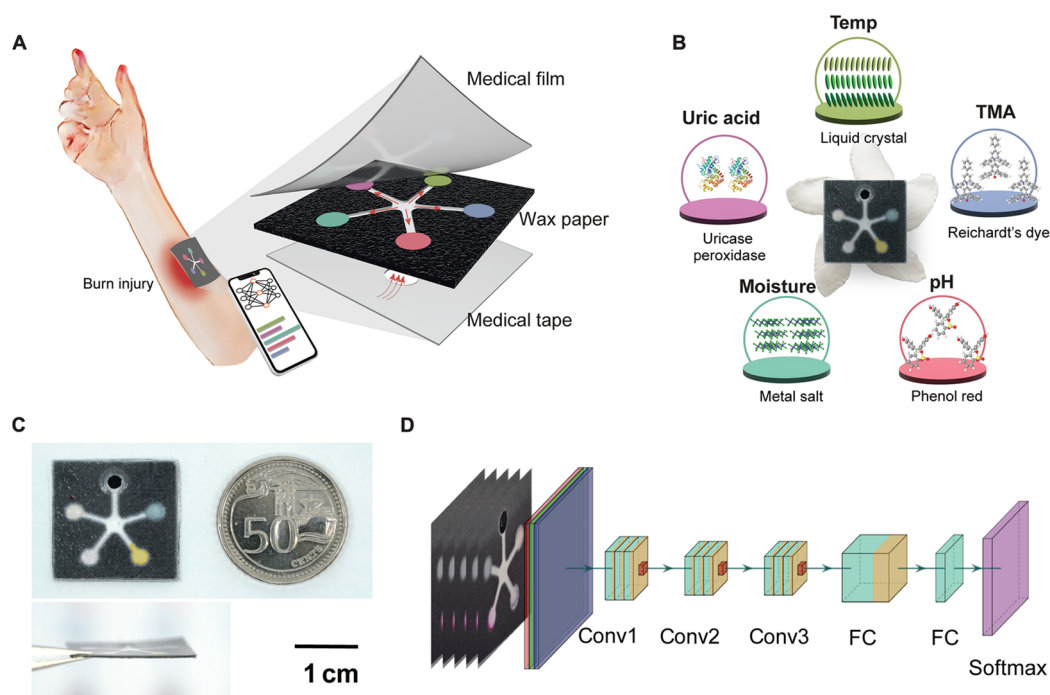 A
Medical film
Wax paper
Burn injury
Medical tape
B
Temp
Liquid crystal
Uric acid
Uricase
peroxidase
TMA
Reichardt's dye
Moisture
Metal salt
pH
Phenol red
C
50
CENTS
1 cm
D
Conv1
Conv2
Conv3
FC
FC
Softmax